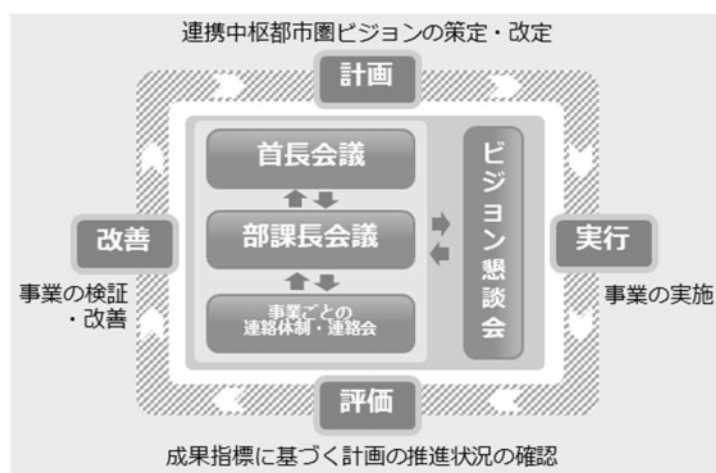 連携中枢都市圏ビジョンの策定・改定
計画
首長会議
部課長会議
事業ごとの
連絡体制・連絡会
ビジョン懇談会
実行
事業の実施
改善
事業の検証
・改善
評価
成果指標に基づく計画の推進状況の確認